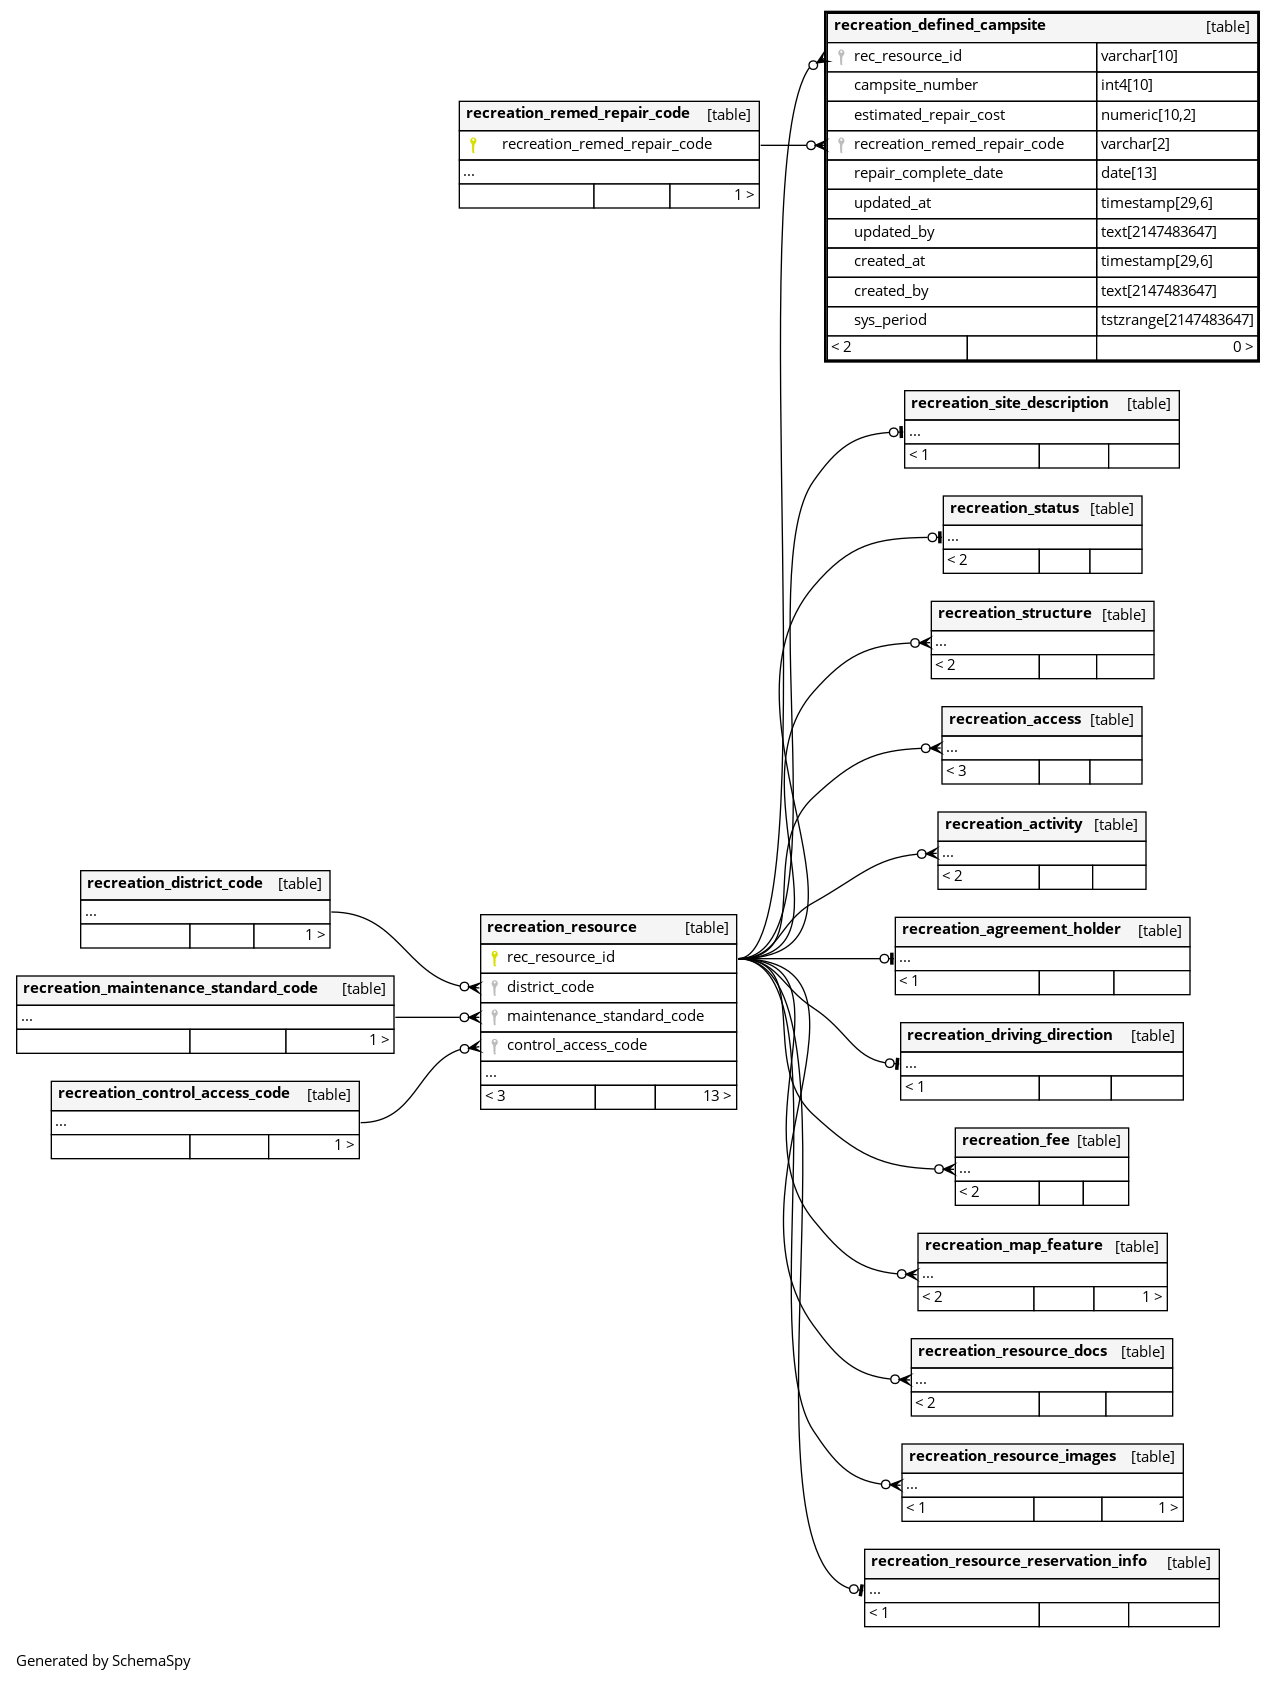 recreation_defined_campsite [table]
rec_resource_id varchar[10]
campsite_number int4[10]
estimated_repair_cost numeric[10,2]
recreation_remed_repair_code varchar[2]
repair_complete_date date[13]
updated_at timestamp[29,6]
updated_by text[2147483647]
created_at timestamp[29,6]
created_by text[2147483647]
sys_period tstzrange[2147483647]
< 2 0 >
recreation_remed_repair_code [table]
recreation_remed_repair_code
...
1 >
recreation_site_description [table]
...
< 1
recreation_status [table]
...
< 2
recreation_structure [table]
...
< 2
recreation_access [table]
...
< 3
recreation_activity [table]
...
< 2
recreation_district_code [table]
...
1 >
recreation_maintenance_standard_code [table]
...
1 >
recreation_control_access_code [table]
...
1 >
recreation_resource [table]
rec_resource_id
district_code
maintenance_standard_code
control_access_code
...
< 3 13 >
recreation_agreement_holder [table]
...
< 1
recreation_driving_direction [table]
...
< 1
recreation_fee [table]
...
< 2
recreation_map_feature [table]
...
< 2 1 >
recreation_resource_docs [table]
...
< 2
recreation_resource_images [table]
...
< 1 1 >
recreation_resource_reservation_info [table]
...
< 1
Generated by SchemaSpy